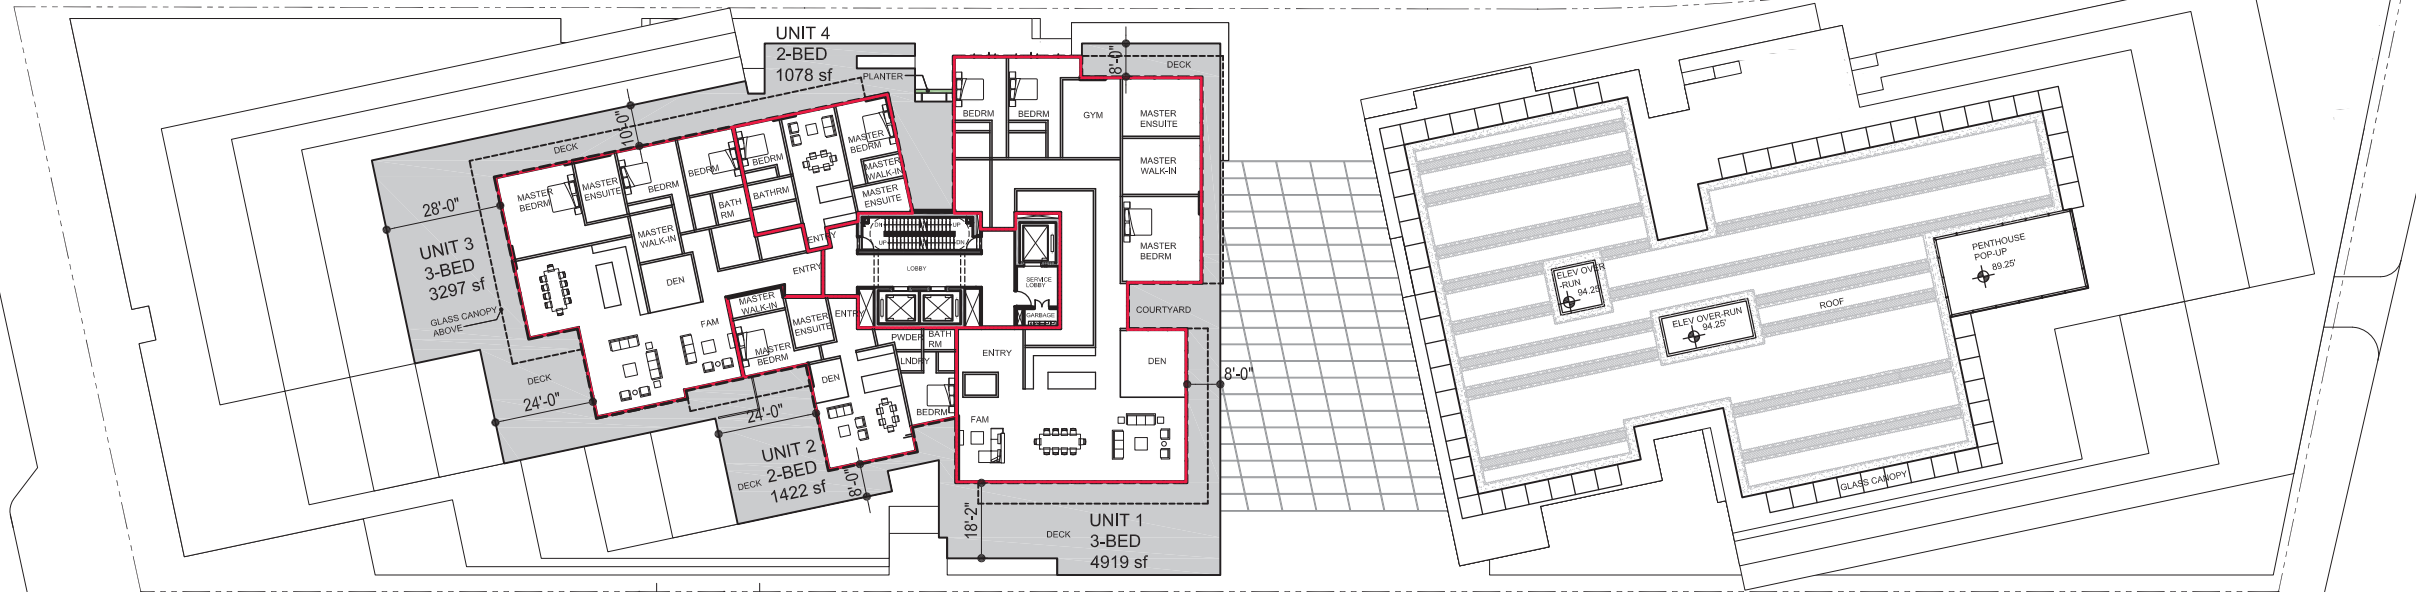 UNIT 4
2-BED
1078 sf
PLANTER
8'-0"
DECK
BEDRM
BEDRM
GYM
MASTER
ENSUITE
MASTER
WALK-IN
MASTER
BEDRM
10'-0"
DECK
MASTER
BEDRM
MASTER
ENSUITE
BEDRM
BEDRM
BATH
RM
MASTER
WALK-IN
DEN
BEDRM
BATHRM
MASTER
BEDRM
MASTER
WALK-IN
MASTER
ENSUITE
ENTRY
ENTRY
28'-0"
UNIT 3
3-BED
3297 sf
GLASS CANOPY
ABOVE
DECK
24'-0"
FAM
DN
UP
UP
DN
LOBBY
SERVICE
LOBBY
GARBAGE
MASTER
WALK-IN
MASTER
ENSUITE
MASTER
BEDRM
ENTRY
PWDER
BATH
RM
LNDRY
BEDRM
DEN
24'-0"
UNIT 2
2-BED
1422 sf
DECK
8'-0"
ENTRY
COURTYARD
DEN
8'-0"
FAM
18'-2"
DECK
UNIT 1
3-BED
4919 sf
ELEV OVER
-RUN
94.25'
ELEV OVER-RUN
94.25'
ROOF
PENTHOUSE
POP-UP
89.25'
GLASS CANOPY